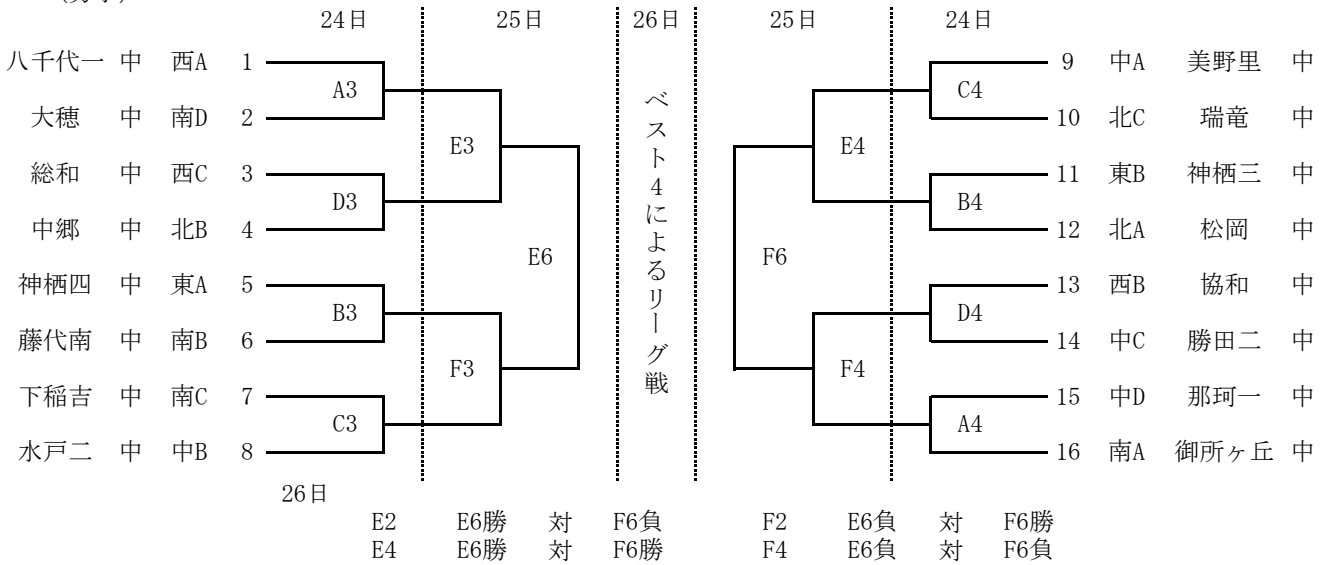 24日 25日 26日 25日 24日
八千代一 中 西A 1 9 中A 美野里 中
A3 C4
大穂 中 南D 2 10 北C 瑞竜 中
E3 E4
総和 中 西C 3 11 東B 神栖三 中
D3 B4
中郷 中 北B 4 12 北A 松岡 中
E6 ベスト4によるリーグ戦 F6
神栖四 中 東A 5 13 西B 協和 中
B3 D4
藤代南 中 南B 6 14 中C 勝田二 中
F3 F4
下稲吉 中 南C 7 15 中D 那珂一 中
C3 A4
水戸二 中 中B 8 16 南A 御所ヶ丘 中
26日
E2 E6勝 対 F6負 F2 E6負 対 F6勝
E4 E6勝 対 F6勝 F4 E6負 対 F6負